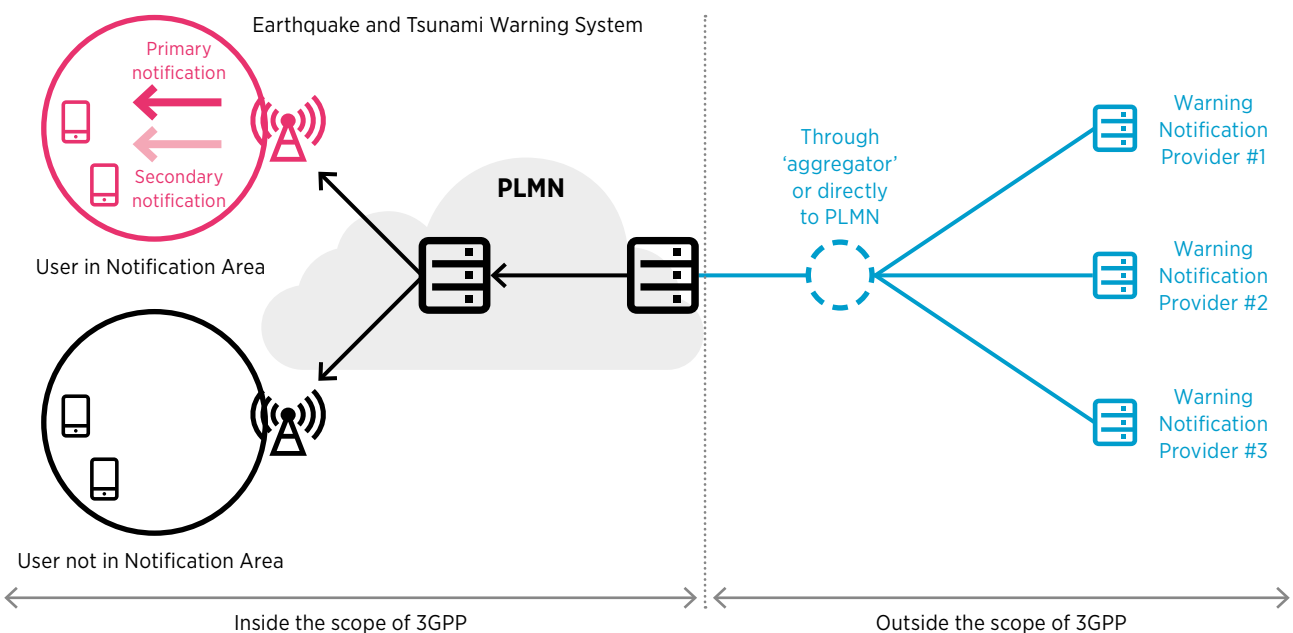 Earthquake and Tsunami Warning System
Primary
notification
Secondary
notification
User in Notification Area
PLMN
Through
‘aggregator’
or directly
to PLMN
Warning
Notification
Provider #1
Warning
Notification
Provider #2
Warning
Notification
Provider #3
User not in Notification Area
Inside the scope of 3GPP
Outside the scope of 3GPP